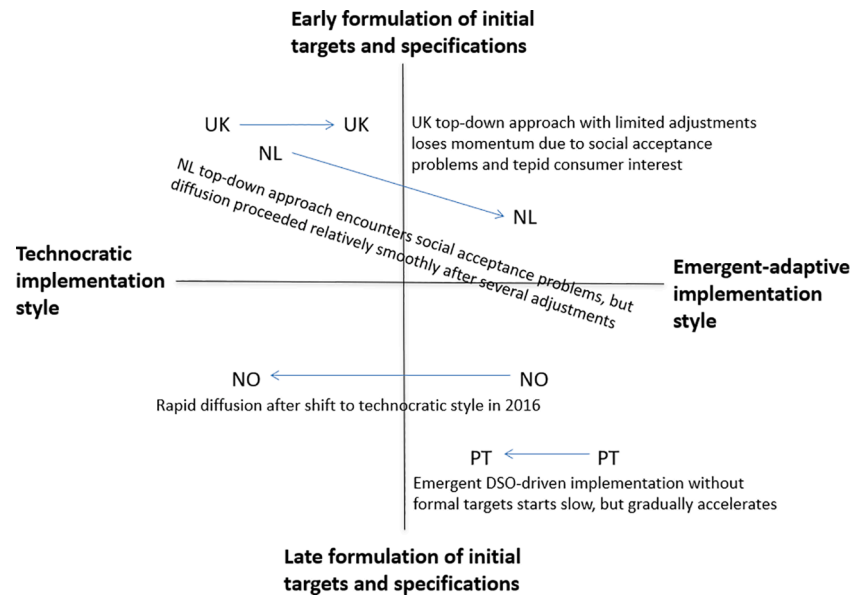 Early formulation of initial
targets and specifications
UK
UK
UK top-down approach with limited adjustments
loses momentum due to social acceptance
problems and tepid consumer interest
NL
NL
NL top-down approach encounters social acceptance problems, but
diffusion proceeded relatively smoothly after several adjustments
Technocratic
implementation
style
Emergent-adaptive
implementation
style
NO
NO
Rapid diffusion after shift to technocratic style in 2016
PT
PT
Emergent DSO-driven implementation without
formal targets starts slow, but gradually accelerates
Late formulation of initial
targets and specifications